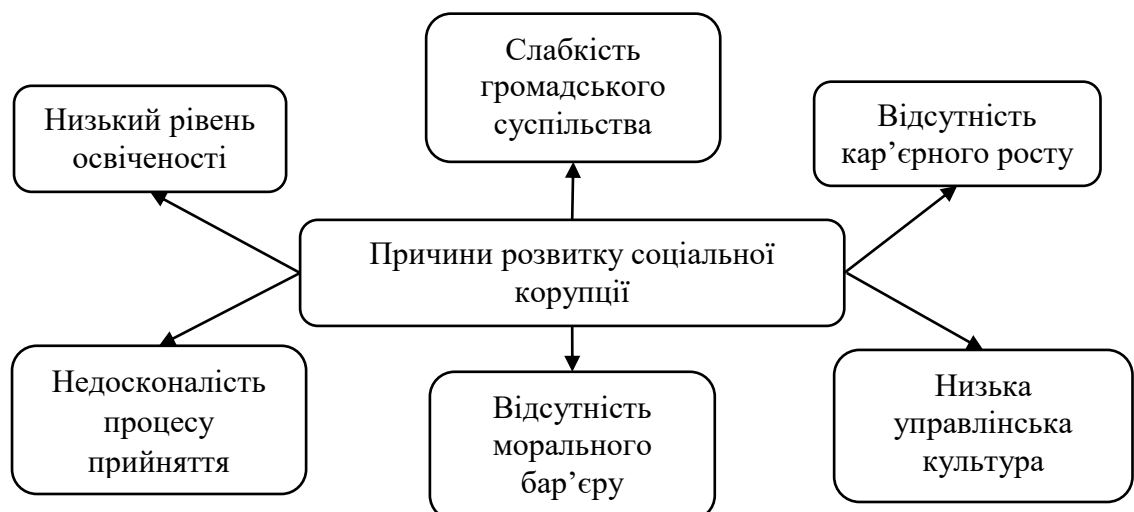 Слабкість
громадського
суспільства
Низький рівень
освіченості
Відсутність
кар’єрного росту
Причини розвитку соціальної
корупції
Недосконалість
процесу
прийняття
Відсутність
морального
бар’єру
Низька
управлінська
культура